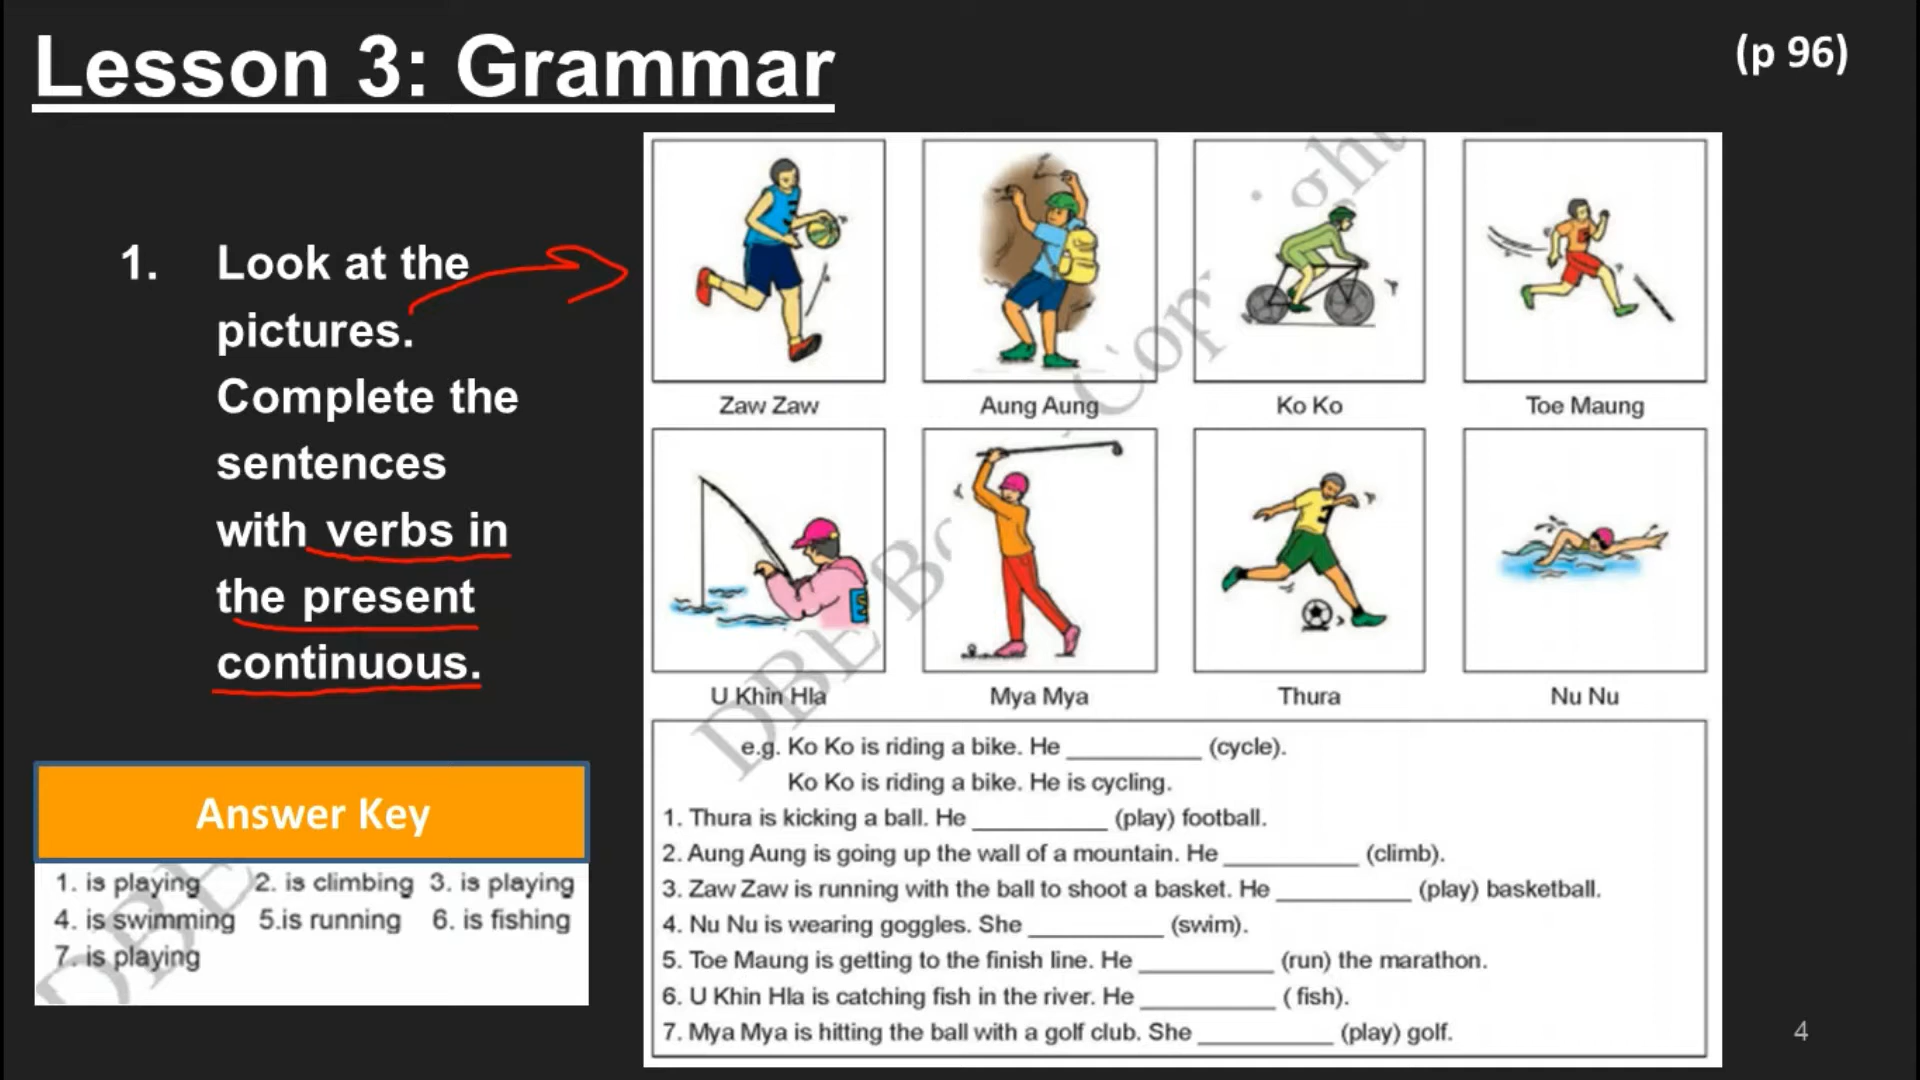 Lesson 3: Grammar
(p 96)
1. Look at the
pictures.
Complete the
sentences
with verbs in
the present
continuous.
Zaw Zaw
Aung Aung
Ko Ko
Toe Maung
U Khin Hla
Mya Mya
Thura
Nu Nu
e.g. Ko Ko is riding a bike. He __________ (cycle).
Ko Ko is riding a bike. He is cycling.
1. Thura is kicking a ball. He __________ (play) football.
2. Aung Aung is going up the wall of a mountain. He __________ (climb).
3. Zaw Zaw is running with the ball to shoot a basket. He __________ (play) basketball.
4. Nu Nu is wearing goggles. She __________ (swim).
5. Toe Maung is getting to the finish line. He __________ (run) the marathon.
6. U Khin Hla is catching fish in the river. He __________ ( fish).
7. Mya Mya is hitting the ball with a golf club. She __________ (play) golf.
Answer Key
1. is playing 2. is climbing 3. is playing
4. is swimming 5.is running 6. is fishing
7. is playing
DBE
DBE
4